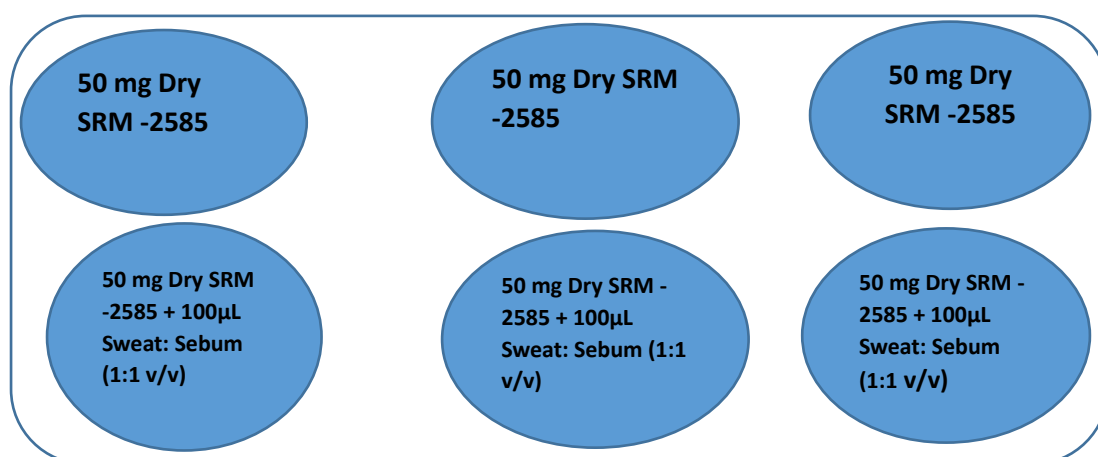 50 mg Dry
SRM -2585
50 mg Dry SRM
-2585
50 mg Dry
SRM -2585
50 mg Dry SRM
-2585 + 100µL
Sweat: Sebum
(1:1 v/v)
50 mg Dry SRM -
2585 + 100µL
Sweat: Sebum (1:1
v/v)
50 mg Dry SRM -
2585 + 100µL
Sweat: Sebum
(1:1 v/v)